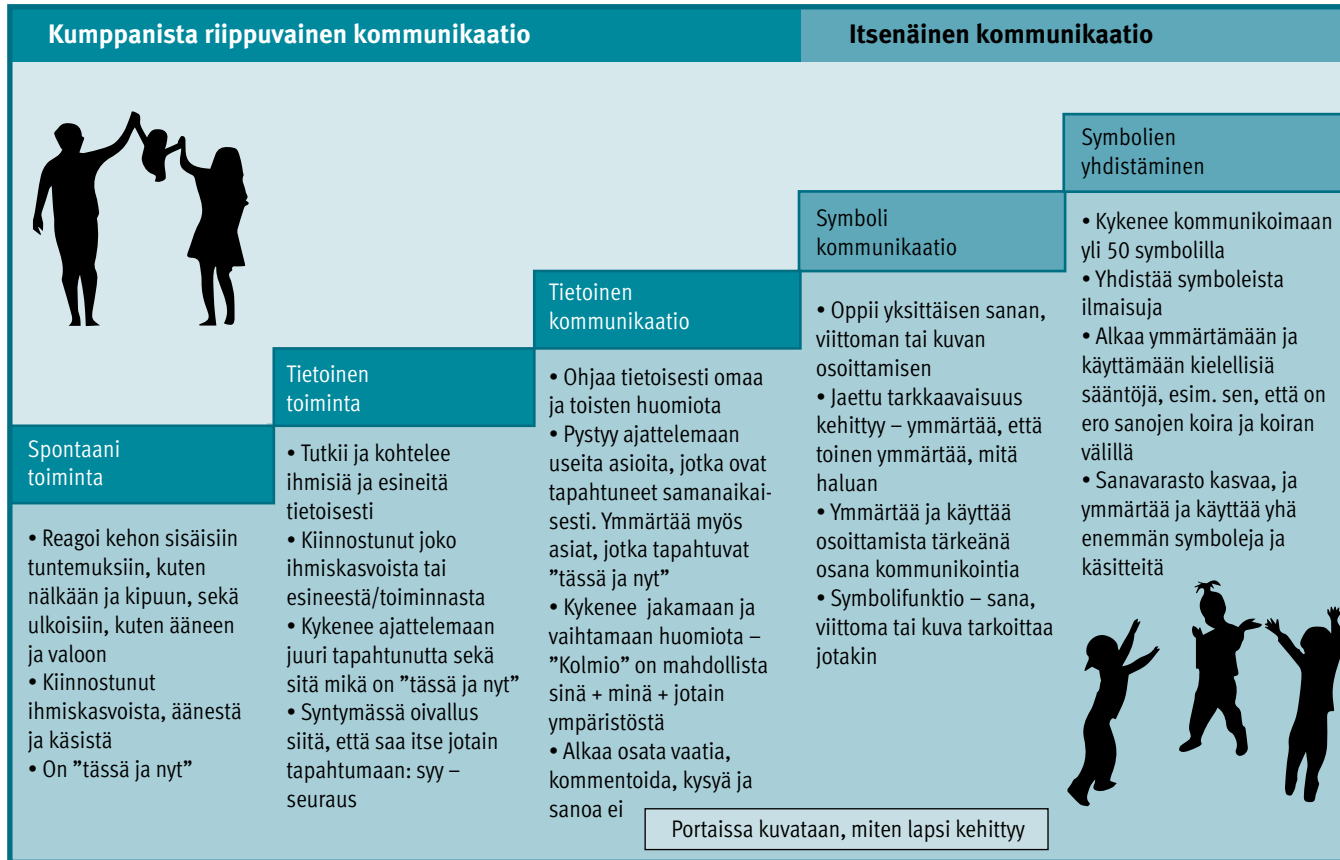 Kumppanista riippuvainen kommunikaatio
Itsenäinen kommunikaatio
Spontaani
toiminta
• Reagoi kehon sisäisiin
tuntemuksiin, kuten
nälkään ja kipuun, sekä
ulkoisiin, kuten ääneen
ja valoon
• Kiinnostunut
ihmiskasvoista, äänestä
ja käsistä
• On ”tässä ja nyt”
Tietoinen
toiminta
• Tutkii ja kohtelee
ihmisiä ja esineitä
tietoisesti
• Kiinnostunut joko
ihmiskasvoista tai
esineestä/toiminnasta
• Kykenee ajattelemaan
juuri tapahtunutta sekä
sitä mikä on ”tässä ja nyt”
• Syntymässä oivallus
siitä, että saa itse jotain
tapahtumaan: syy –
seuraus
Tietoinen
kommunikaatio
• Ohjaa tietoisesti omaa
ja toisten huomiota
• Pystyy ajattelemaan
useita asioita, jotka ovat
tapahtuneet samanaikai-
sesti. Ymmärtää myös
asiat, jotka tapahtuvat
”tässä ja nyt”
• Kykenee jakamaan ja
vaihtamaan huomiota –
”Kolmio” on mahdollista
sinä + minä + jotain
ympäristöstä
• Alkaa osata vaatia,
kommentoida, kysyä ja
sanoa ei
Symboli
kommunikaatio
• Oppii yksittäisen sanan,
viittoman tai kuvan
osoittamisen
• Jaettu tarkkaavaisuus
kehittyy – ymmärtää, että
toinen ymmärtää, mitä
haluan
• Ymmärtää ja käyttää
osoittamista tärkeänä
osana kommunikointia
• Symbolifunktio – sana,
viittoma tai kuva tarkoittaa
jotakin
Symbolien
yhdistäminen
• Kykenee kommunikoimaan
yli 50 symbolilla
• Yhdistää symboleista
ilmaisuja
• Alkaa ymmärtämään ja
käyttämään kielellisiä
sääntöjä, esim. sen, että on
ero sanojen koira ja koiran
välillä
• Sanavarasto kasvaa, ja
ymmärtää ja käyttää yhä
enemmän symboleja ja
käsitteitä
Portaissa kuvataan, miten lapsi kehittyy